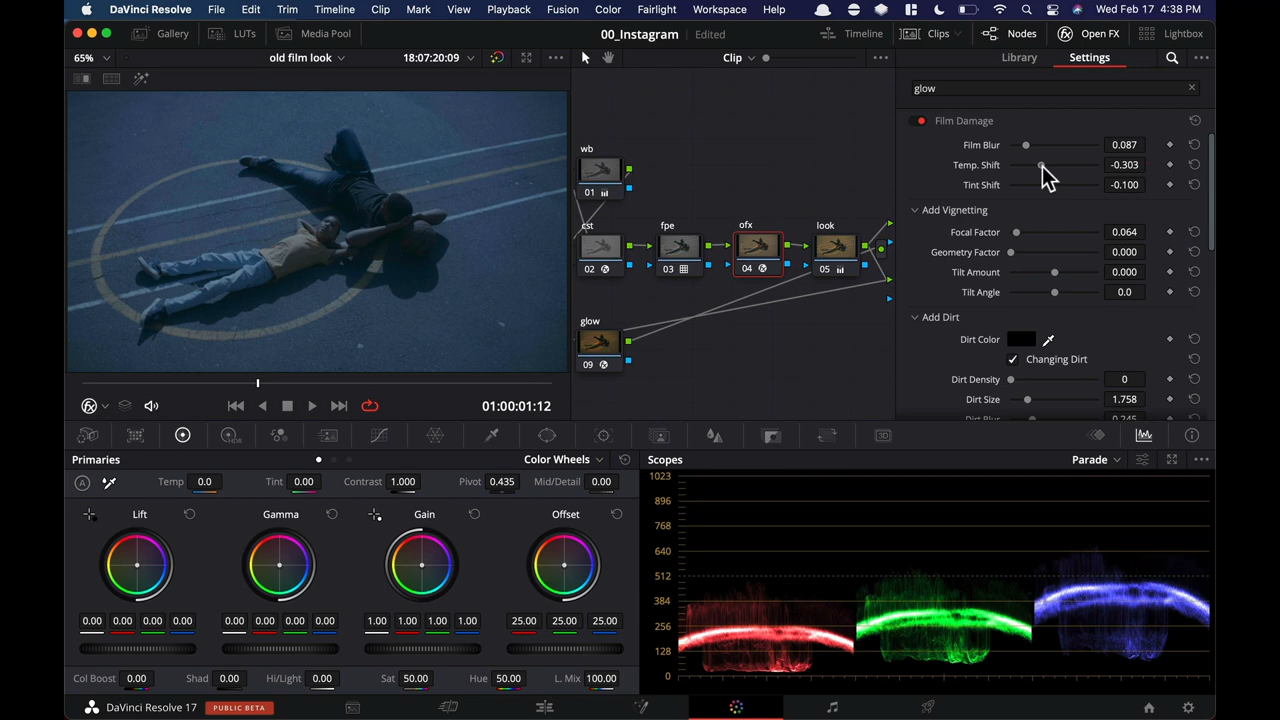 DaVinci Resolve File Edit Trim Timeline Clip Mark View Playback Fusion Color Fairlight Workspace Help Wed Feb 17 4:38 PM
Gallery LUTs Media Pool 00_Instagram Edited Timeline Clips Nodes Open FX Lightbox
65% old film look 18:07:20:09 Clip Library Settings
glow
Film Damage
Film Blur 0.087
Temp. Shift -0.303
Tint Shift -0.100
Add Vignetting
Focal Factor 0.064
Geometry Factor 0.000
Tilt Amount 0.000
Tilt Angle 0.0
Add Dirt
Dirt Color
Changing Dirt
Dirt Density 0
Dirt Size 1.758
Dirt Blur 0.245
wb
01
cst fpe ofx look
02 03 04 05
glow
09
01:00:01:12
Primaries Color Wheels
Temp 0.0 Tint 0.00 Contrast 1.000 Pivot 0.435 Mid/Detail 0.00
Lift Gamma Gain Offset
0.00 0.00 0.00 0.00 0.00 0.00 0.00 0.00 1.00 1.00 1.00 1.00 25.00 25.00 25.00
ol Boost 0.00 Shad 0.00 Hi/Light 0.00 Sat 50.00 Hue 50.00 L. Mix 100.00
Scopes Parade
1023
896
768
640
512
384
256
128
0
DaVinci Resolve 17 PUBLIC BETA